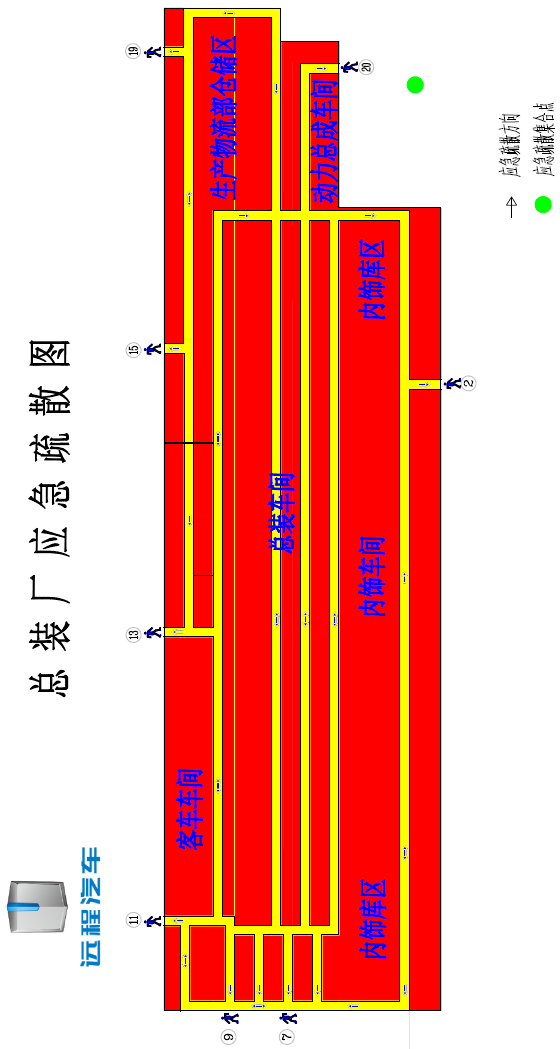 总装厂应急疏散图
远程汽车
19
15
13
11
9
7
20
2
生产物流部仓储区
动力总成车间
内饰库区
总装车间
内饰车间
客车车间
内饰库区
应急疏散方向
应急疏散集合点